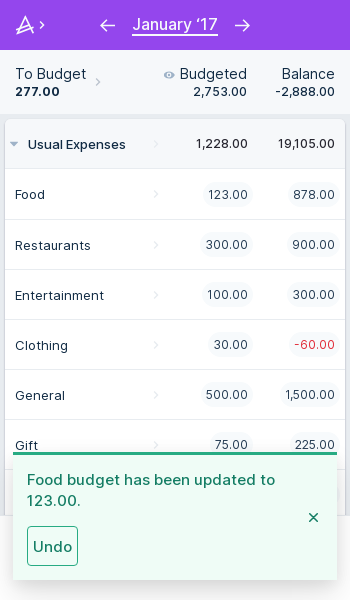 January ‘17
To Budget Budgeted Balance
277.00 2,753.00 -2,888.00
Usual Expenses 1,228.00 19,105.00
Food 123.00 878.00
Restaurants 300.00 900.00
Entertainment 100.00 300.00
Clothing 30.00 -60.00
General 500.00 1,500.00
Gift 75.00 225.00
Food budget has been updated to
123.00.
Undo